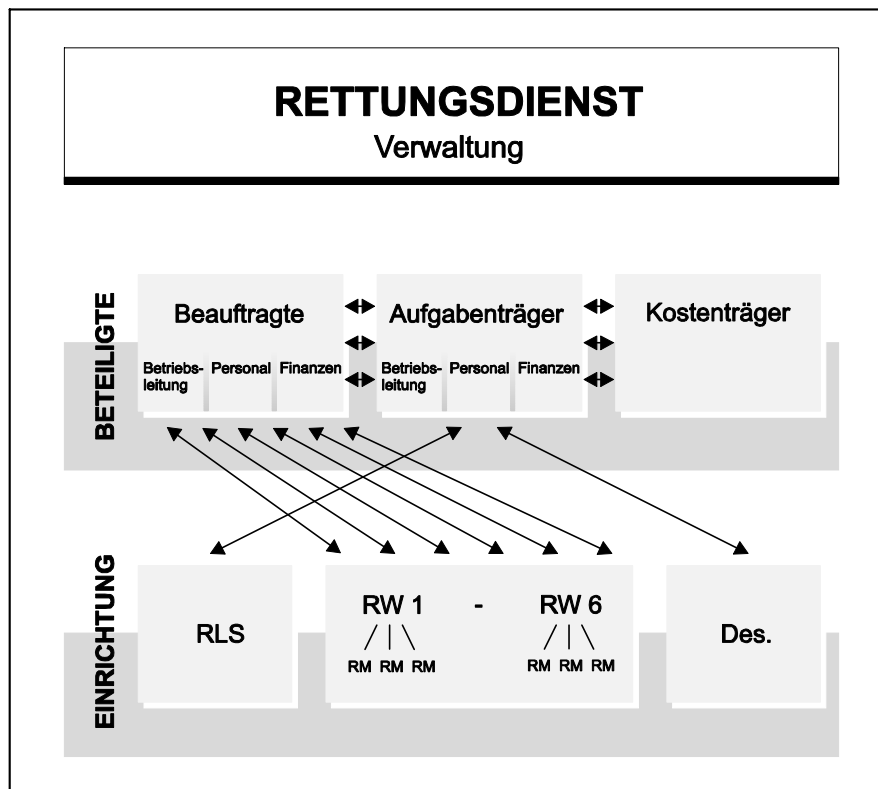 RETTUNGSDIENST
Verwaltung
BETEILIGTE
Beauftragte
Betriebs-
leitung
Personal
Finanzen
Aufgabenträger
Betriebs-
leitung
Personal
Finanzen
Kostenträger
EINRICHTUNG
RLS
RW 1 - RW 6
RM RM RM RM RM RM
Des.